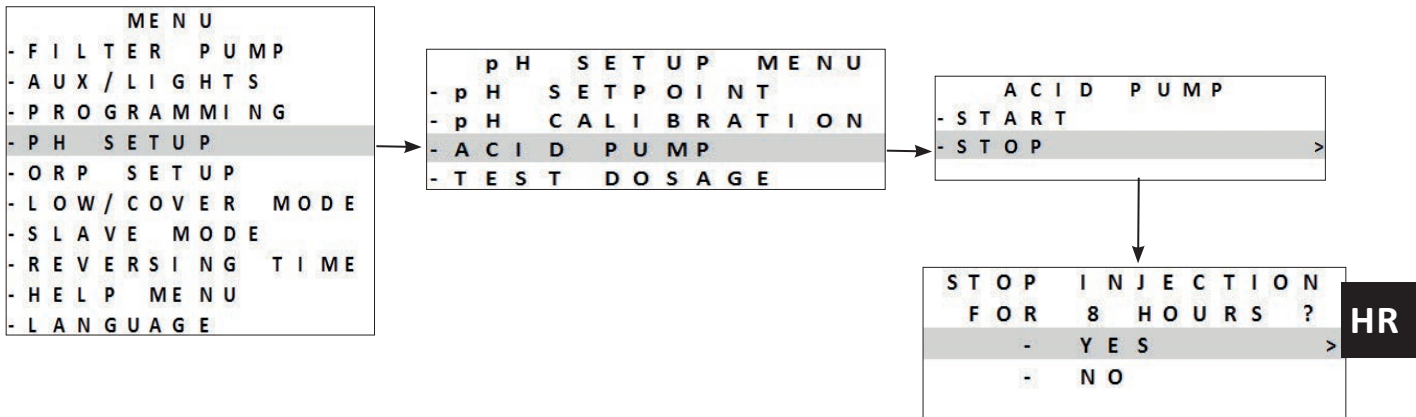 MENU
-FILTER PUMP
-AUX/LIGHTS
-PROGRAMMING
-PH SETUP
-ORP SETUP
-LOW/COVER MODE
-SLAVE MODE
-REVERSING TIME
-HELP MENU
-LANGUAGE
pH SETUP MENU
-pH SETPOINT
-pH CALIBRATION
-ACID PUMP
-TEST DOSAGE
ACID PUMP
-START
-STOP >
STOP INJECTION
FOR 8 HOURS ?
- YES >
- NO
HR